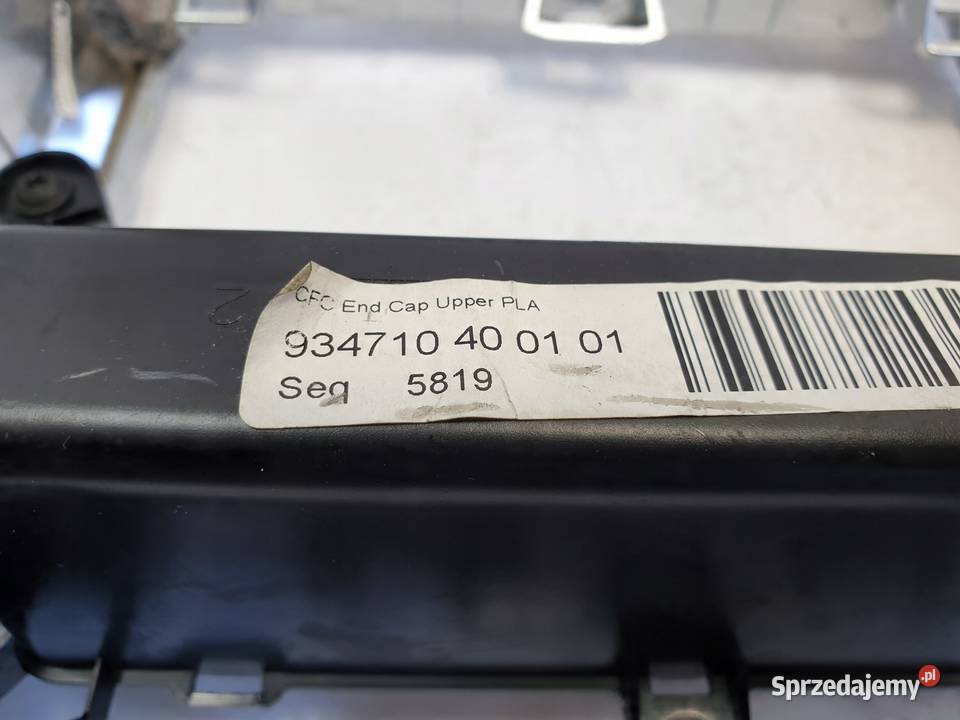 CFC End Cap Upper PLA
934710 40 01 01
Seq 5819
Sprzedajemy.pl